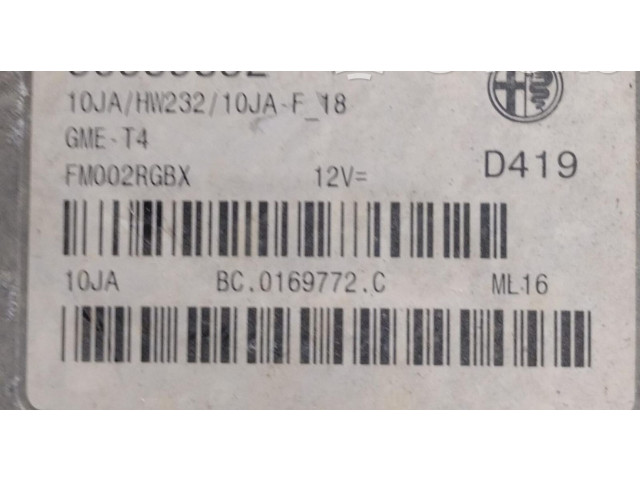 10JA/HW232/10JA-F_18
GME-T4
FM002RGBX 12V=
D419
10JA BC.0169772.C ML16